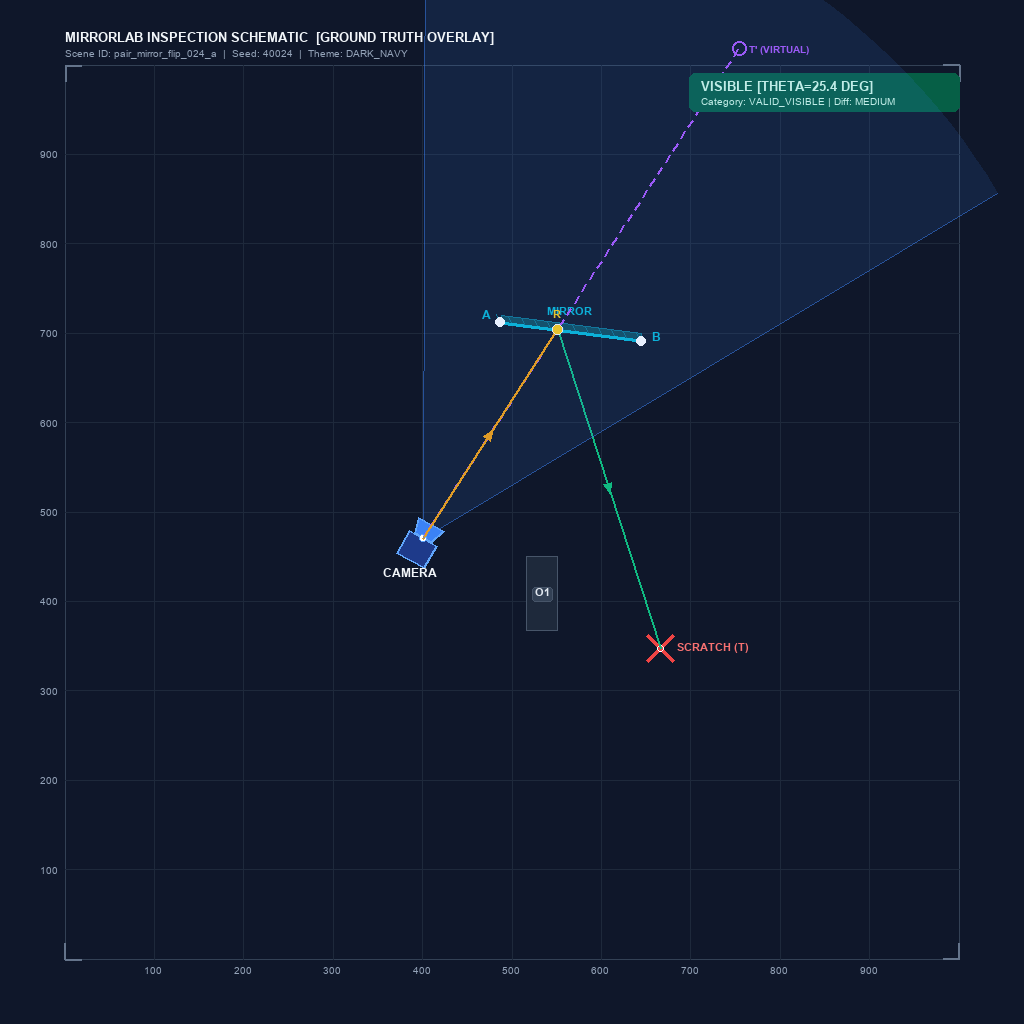 MIRRORLAB INSPECTION SCHEMATIC [GROUND TRUTH OVERLAY]
Scene ID: pair_mirror_flip_024_a | Seed: 40024 | Theme: DARK_NAVY
T' (VIRTUAL)
VISIBLE [THETA=25.4 DEG]
Category: VALID_VISIBLE | Diff: MEDIUM
900
800
A
MIRROR
R
B
700
600
500
CAMERA
O1
400
SCRATCH (T)
300
200
100
100 200 300 400 500 600 700 800 900